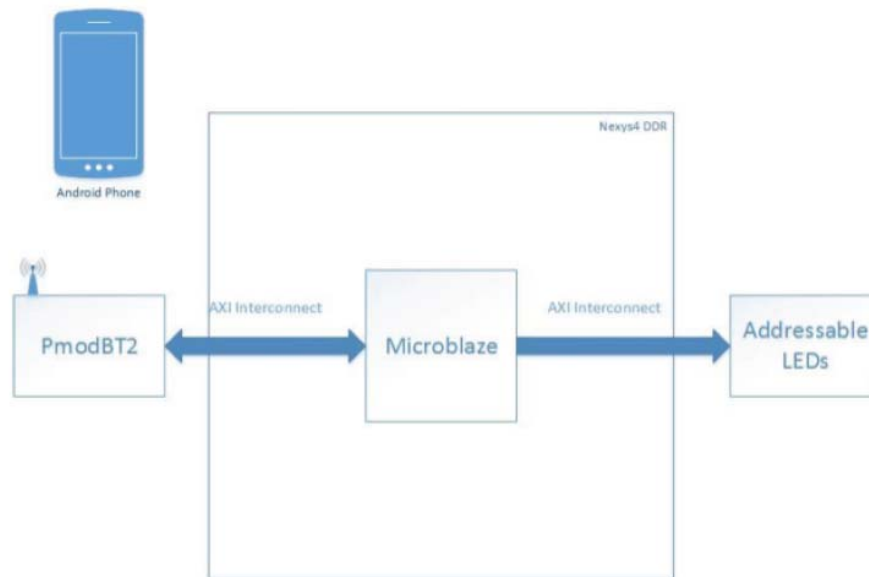 Nexys4 DDR
Android Phone
AXI Interconnect
AXI Interconnect
PmodBT2
Microblaze
Addressable
LEDs